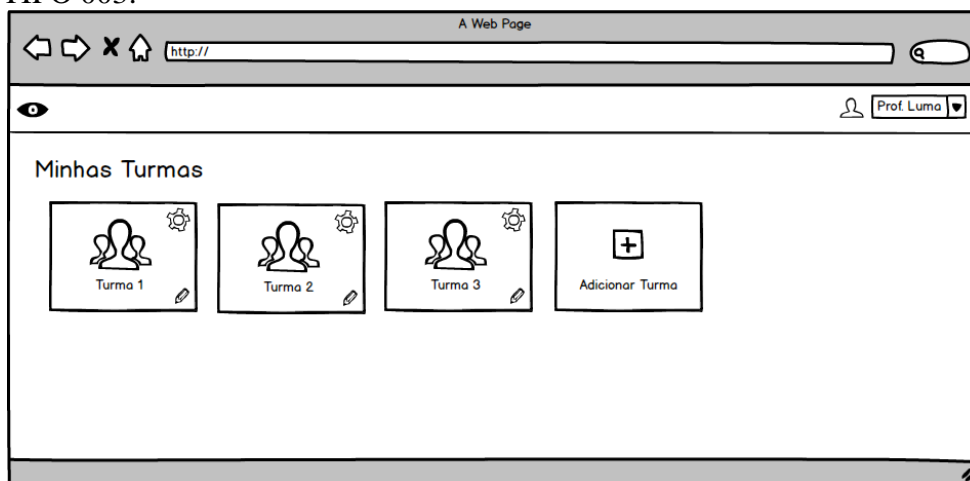 A Web Page
http://
Prof. Luma
Minhas Turmas
Turma 1
Turma 2
Turma 3
Adicionar Turma